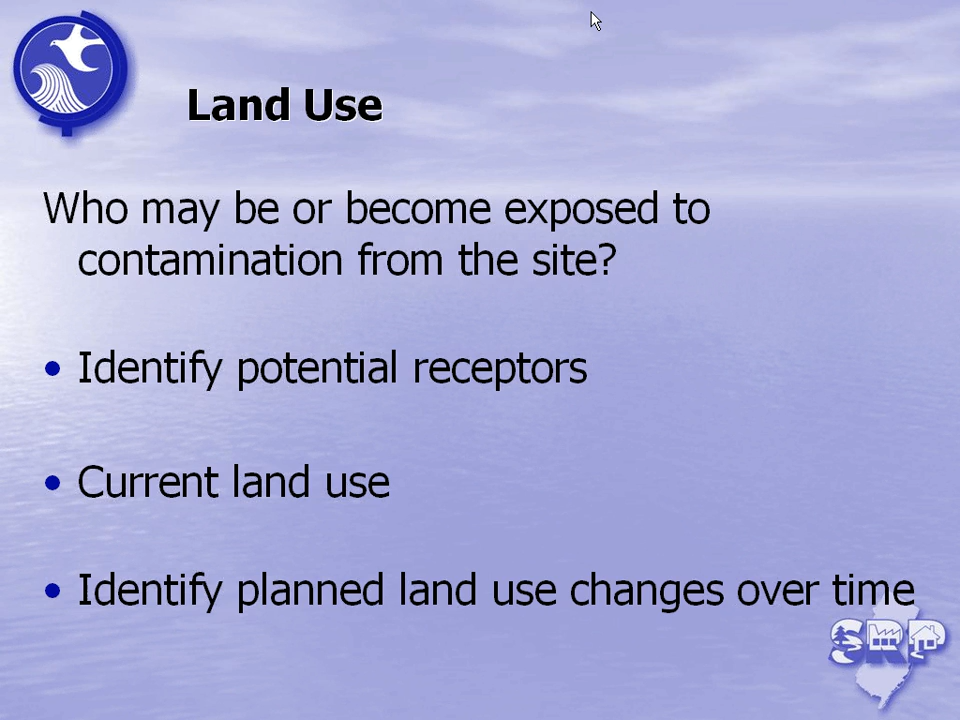 Land Use
Who may be or become exposed to
contamination from the site?
• Identify potential receptors
• Current land use
• Identify planned land use changes over time
SRP